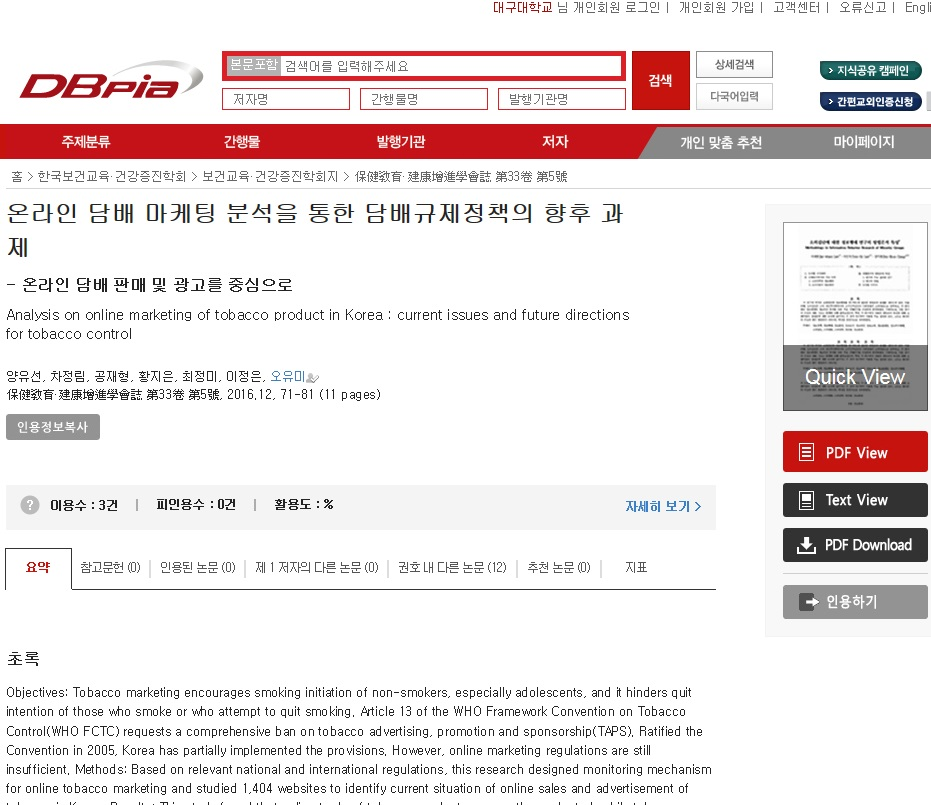 대구대학교 님 개인회원 로그인 | 개인회원 가입 | 고객센터 | 오류신고 | Engli
DBpia
본문포함 검색어를 입력해주세요
검색
상세검색
다국어입력
저자명
간행물명
발행기관명
지식공유 캠페인
간편교외인증신청
주제분류
간행물
발행기관
저자
개인 맞춤 추천
마이페이지
홈 > 한국보건교육·건강증진학회 > 보건교육·건강증진학회지 > 保健敎育·建康增進學會誌 第33卷 第5號
온라인 담배 마케팅 분석을 통한 담배규제정책의 향후 과
제
- 온라인 담배 판매 및 광고를 중심으로
Analysis on online marketing of tobacco product in Korea : current issues and future directions
for tobacco control
양유선, 차정림, 공재형, 황지은, 최정미, 이정은, 오유미
保健敎育·建康增進學會誌 第33卷 第5號, 2016.12, 71-81 (11 pages)
인용정보복사
Quick View
PDF View
Text View
PDF Download
인용하기
? 이용수 : 3건 | 피인용수 : 0건 | 활용도 : %
자세히 보기 >
요약
참고문헌 (0)
인용된 논문 (0)
제 1 저자의 다른 논문 (0)
권호 내 다른 논문 (12)
추천 논문 (0)
지표
초록
Objectives: Tobacco marketing encourages smoking initiation of non-smokers, especially adolescents, and it hinders quit
intention of those who smoke or who attempt to quit smoking. Article 13 of the WHO Framework Convention on Tobacco
Control(WHO FCTC) requests a comprehensive ban on tobacco advertising, promotion and sponsorship(TAPS). Ratified the
Convention in 2005, Korea has partially implemented the provisions. However, online marketing regulations are still
insufficient. Methods: Based on relevant national and international regulations, this research designed monitoring mechanism
for online tobacco marketing and studied 1,404 websites to identify current situation of online sales and advertisement of